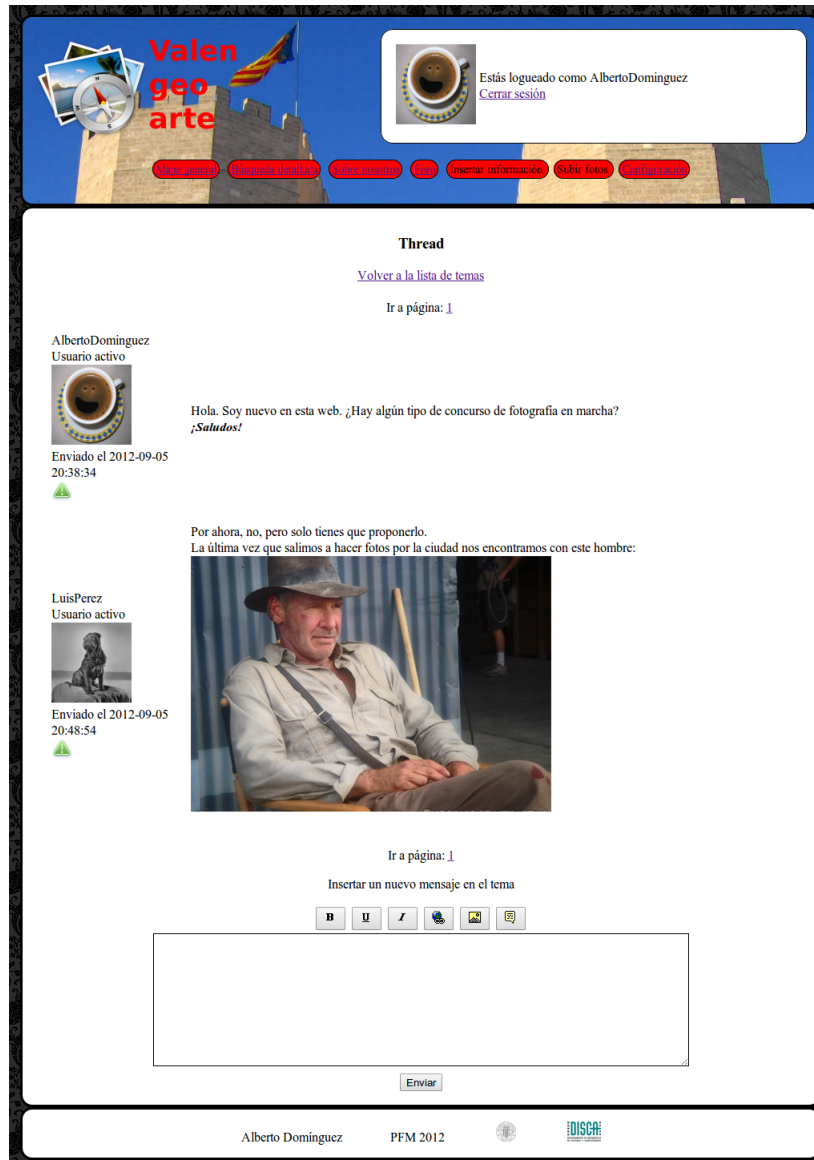 Valen
geo
arte
Estás logueado como AlbertoDominguez
Cerrar sesión
Mapa general Búsqueda detallada Sobre nosotros Foro Insertar información Subir fotos Configuración
Thread
Volver a la lista de temas
Ir a página: 1
AlbertoDominguez
Usuario activo
Enviado el 2012-09-05
20:38:34
Hola. Soy nuevo en esta web. ¿Hay algún tipo de concurso de fotografía en marcha?
¡Saludos!
LuisPerez
Usuario activo
Enviado el 2012-09-05
20:48:54
Por ahora, no, pero solo tienes que proponerlo.
La última vez que salimos a hacer fotos por la ciudad nos encontramos con este hombre:
Ir a página: 1
Insertar un nuevo mensaje en el tema
B U I
Enviar
Alberto Domínguez PFM 2012 DISCA